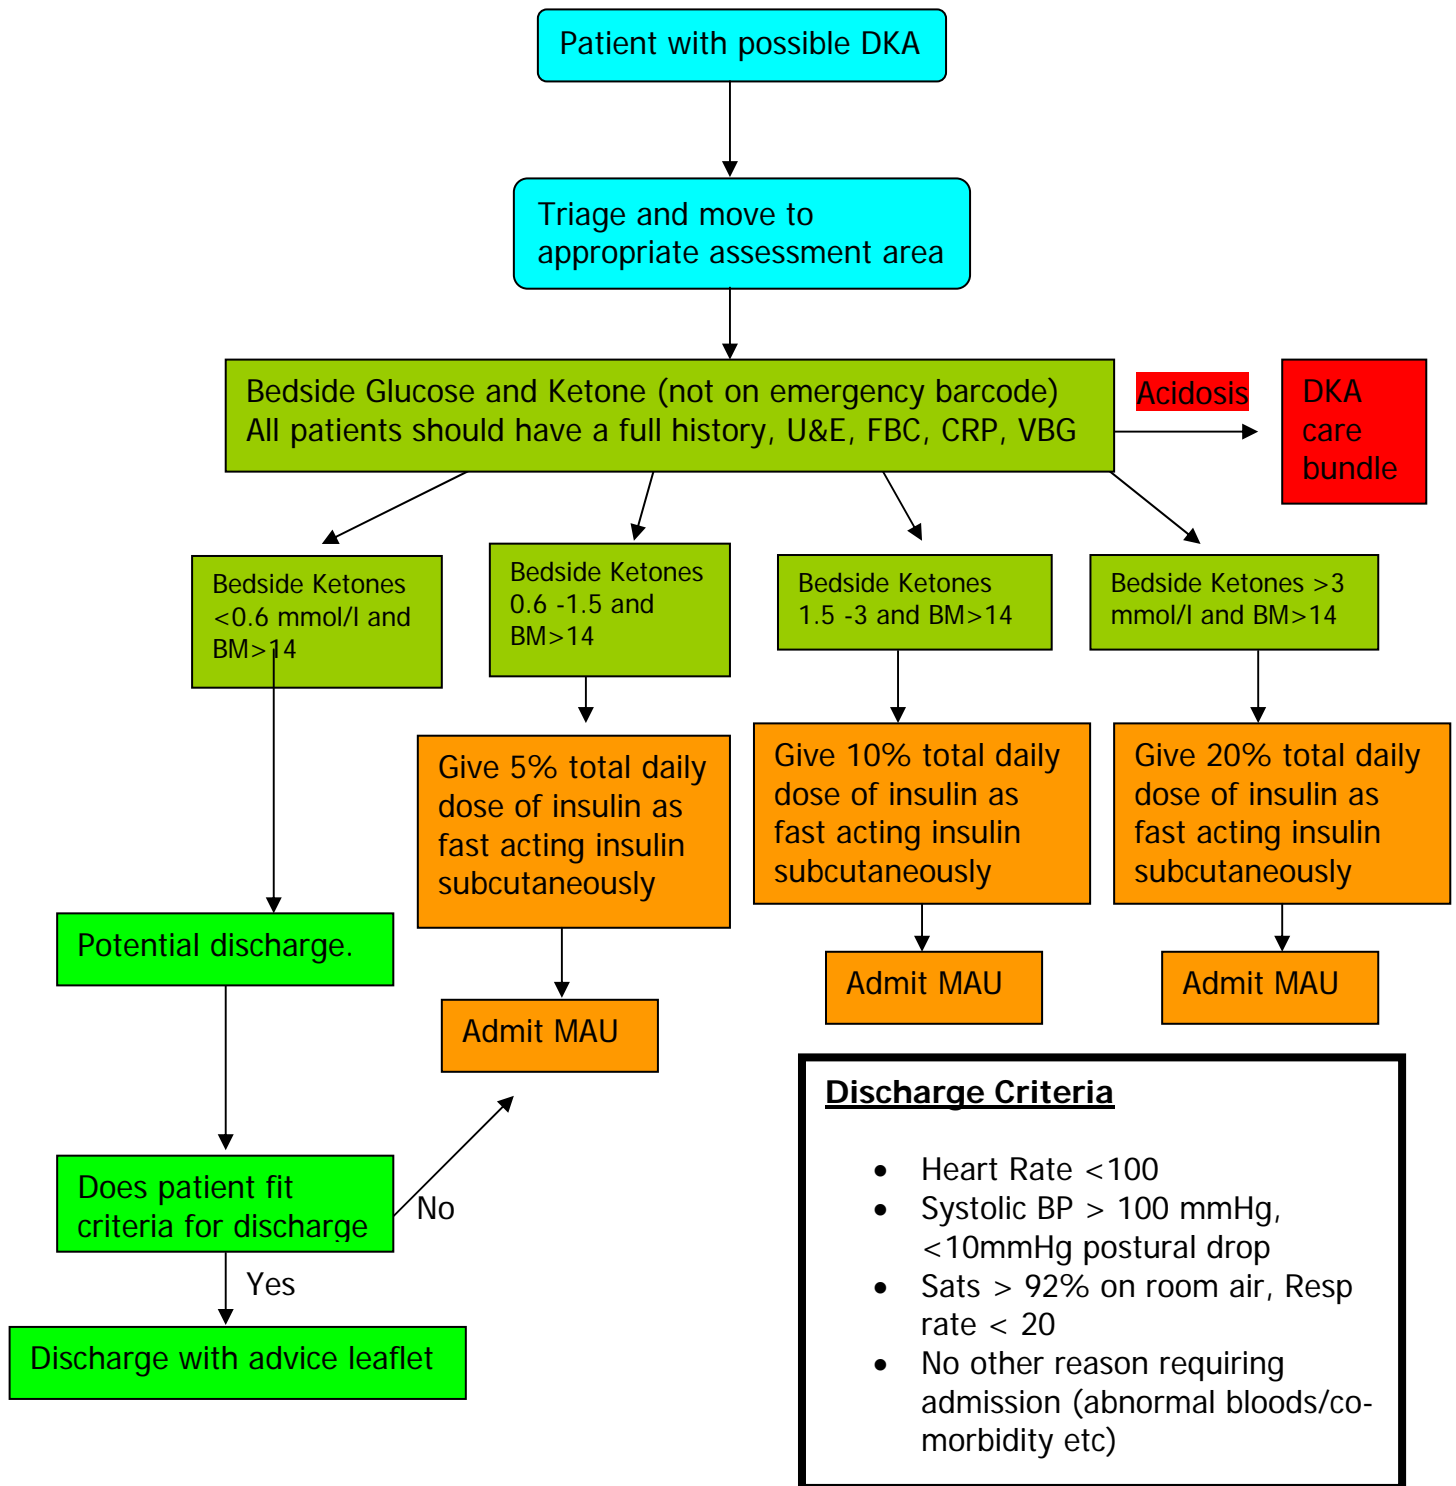 Patient with possible DKA
Triage and move to
appropriate assessment area
Bedside Glucose and Ketone (not on emergency barcode)
All patients should have a full history, U&E, FBC, CRP, VBG
Acidosis
DKA
care
bundle
Bedside Ketones
<0.6 mmol/l and
BM>14
Bedside Ketones
0.6 -1.5 and
BM>14
Bedside Ketones
1.5 -3 and BM>14
Bedside Ketones >3
mmol/l and BM>14
Give 5% total daily
dose of insulin as
fast acting insulin
subcutaneously
Give 10% total daily
dose of insulin as
fast acting insulin
subcutaneously
Give 20% total daily
dose of insulin as
fast acting insulin
subcutaneously
Potential discharge.
Admit MAU
Admit MAU
Admit MAU
Does patient fit
criteria for discharge
No
Yes
Discharge with advice leaflet
Discharge Criteria
• Heart Rate <100
• Systolic BP > 100 mmHg,
<10mmHg postural drop
• Sats > 92% on room air, Resp
rate < 20
• No other reason requiring
admission (abnormal bloods/co-
morbidity etc)